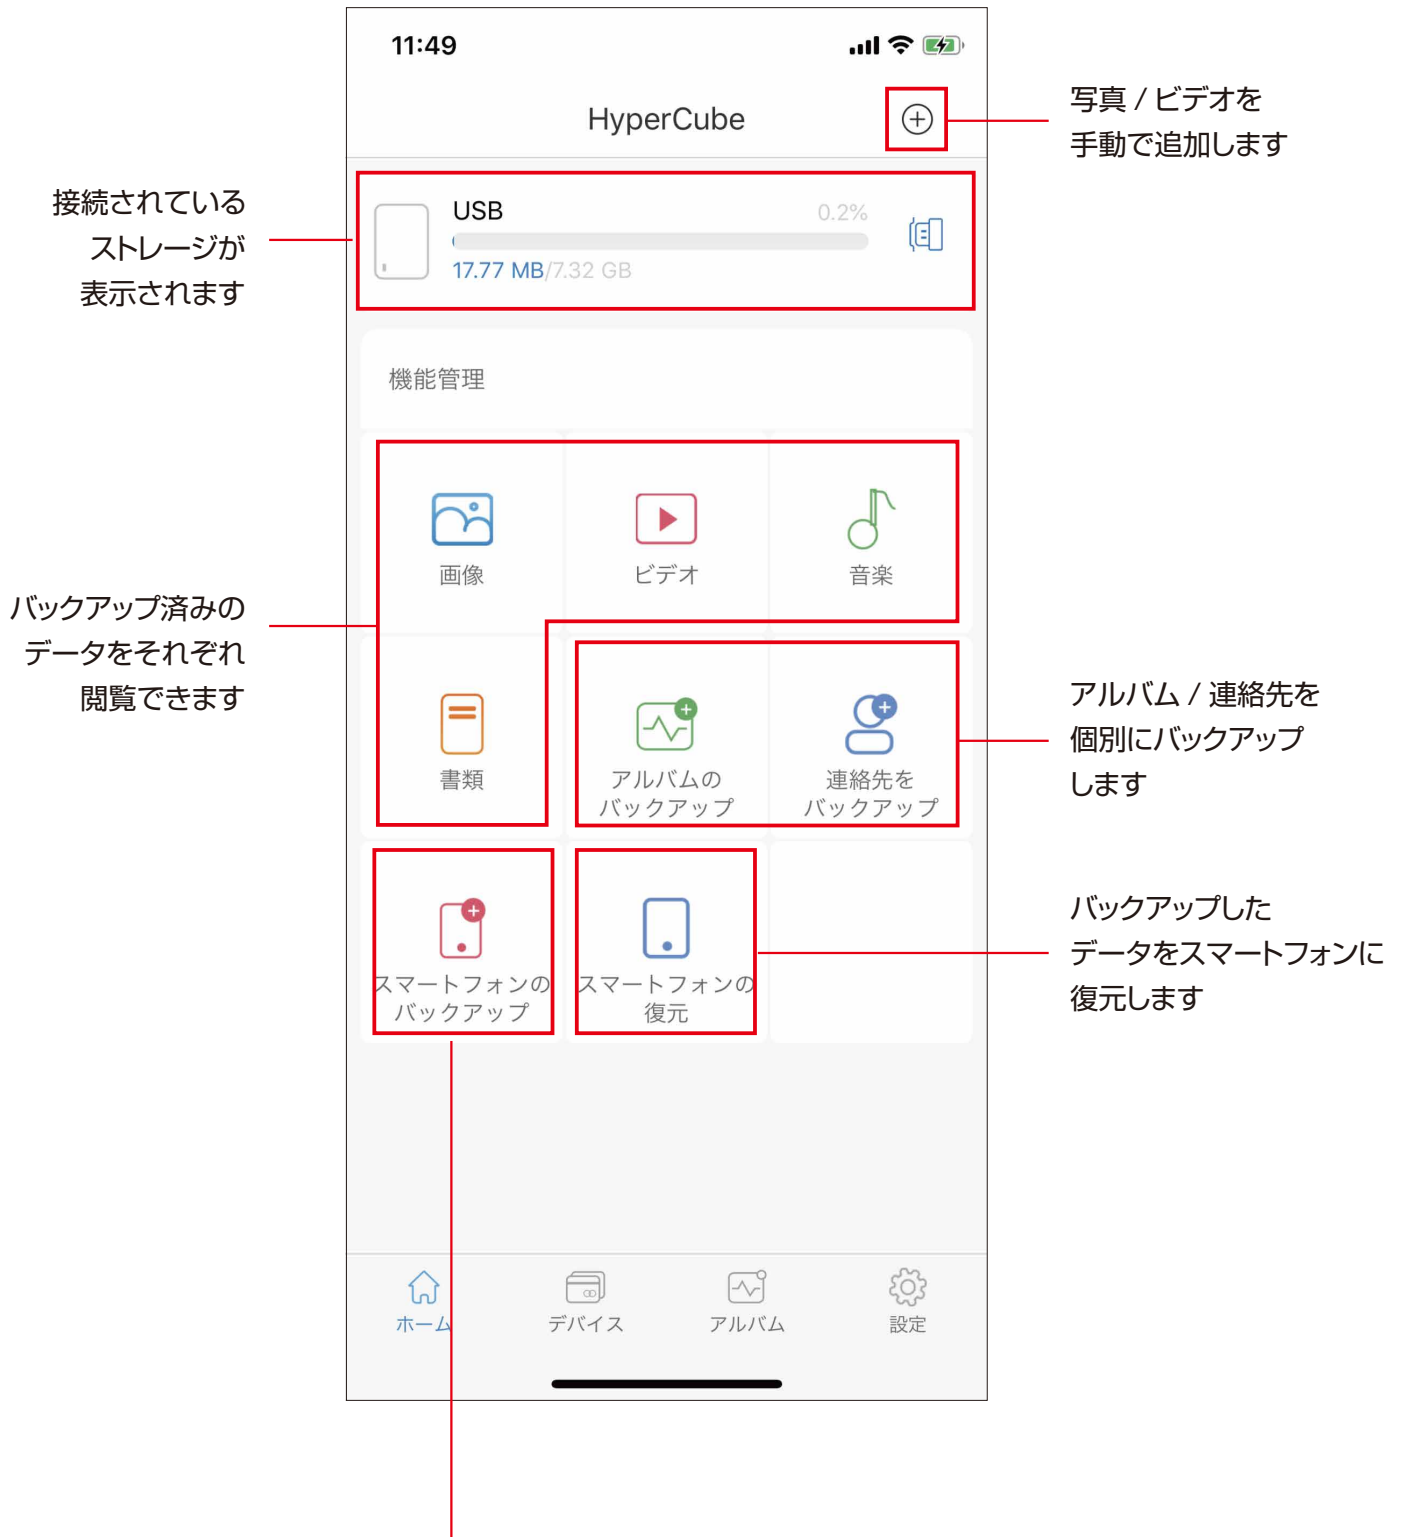 11:49
HyperCube
写真 / ビデオを
手動で追加します
接続されている
ストレージが
表示されます
USB
0.2%
17.77 MB/7.32 GB
機能管理
画像
ビデオ
音楽
バックアップ済みの
データをそれぞれ
閲覧できます
書類
アルバムの
バックアップ
連絡先を
バックアップ
アルバム / 連絡先を
個別にバックアップ
します
スマートフォンの
バックアップ
スマートフォンの
復元
バックアップした
データをスマートフォンに
復元します
ホーム
デバイス
アルバム
設定